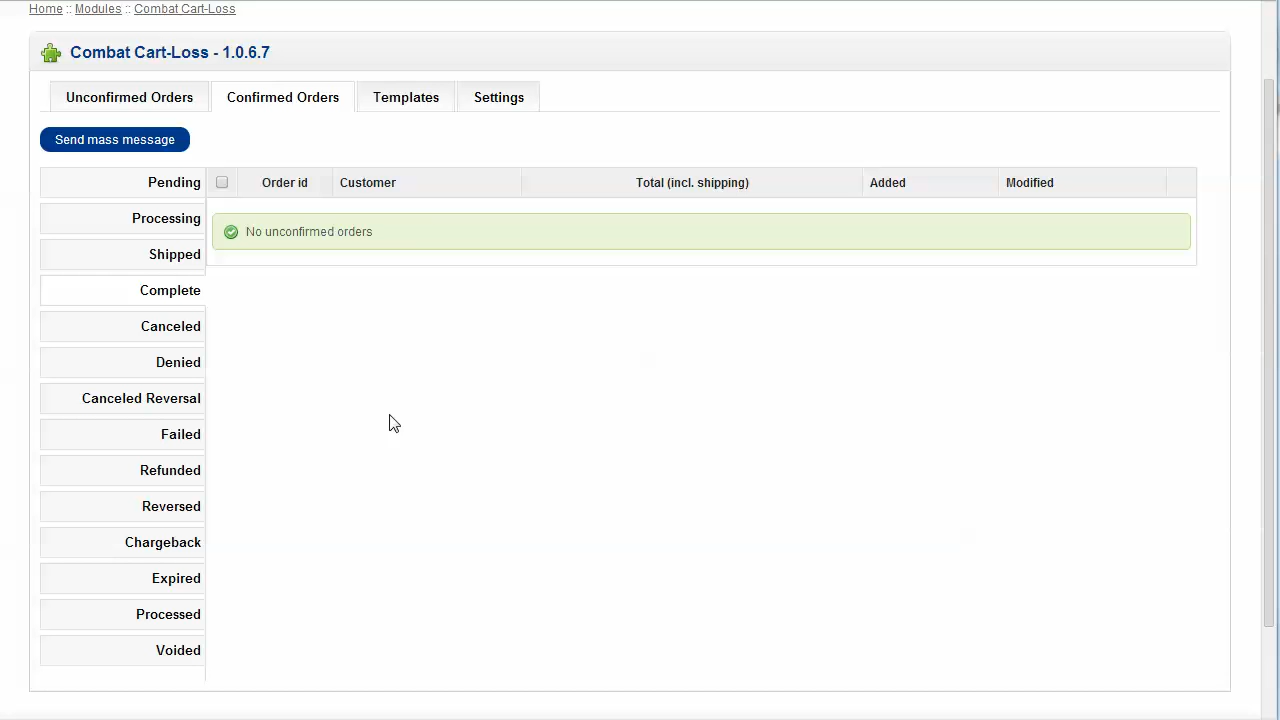 Home :: Modules :: Combat Cart-Loss
Combat Cart-Loss - 1.0.6.7
Unconfirmed Orders Confirmed Orders Templates Settings
Send mass message
Order id Customer Total (incl. shipping) Added Modified
No unconfirmed orders
Pending
Processing
Shipped
Complete
Canceled
Denied
Canceled Reversal
Failed
Refunded
Reversed
Chargeback
Expired
Processed
Voided